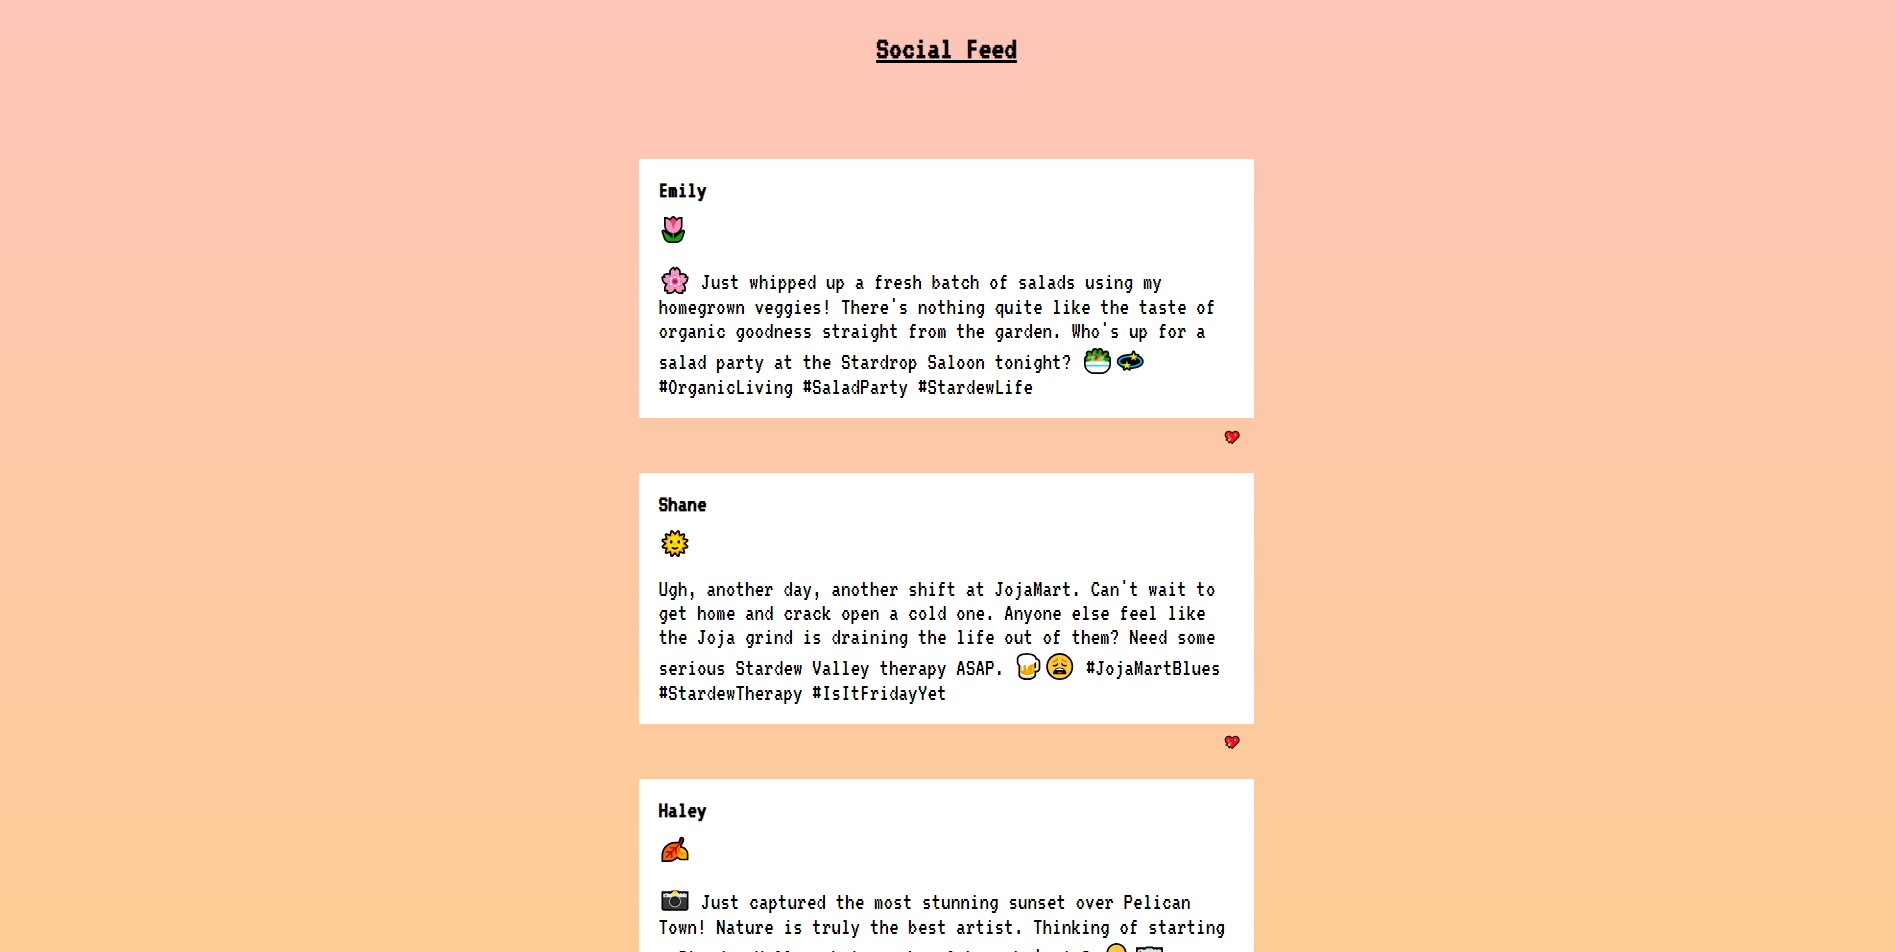 Social Feed
Emily
🌷
🌸 Just whipped up a fresh batch of salads using my
homegrown veggies! There's nothing quite like the taste of
organic goodness straight from the garden. Who's up for a
salad party at the Stardrop Saloon tonight? 🥗💫
#OrganicLiving #SaladParty #StardewLife
Shane
🌞
Ugh, another day, another shift at JojaMart. Can't wait to
get home and crack open a cold one. Anyone else feel like
the Joja grind is draining the life out of them? Need some
serious Stardew Valley therapy ASAP. 🍺😩 #JojaMartBlues
#StardewTherapy #IsItFridayYet
Haley
🍂
📷 Just captured the most stunning sunset over Pelican
Town! Nature is truly the best artist. Thinking of starting